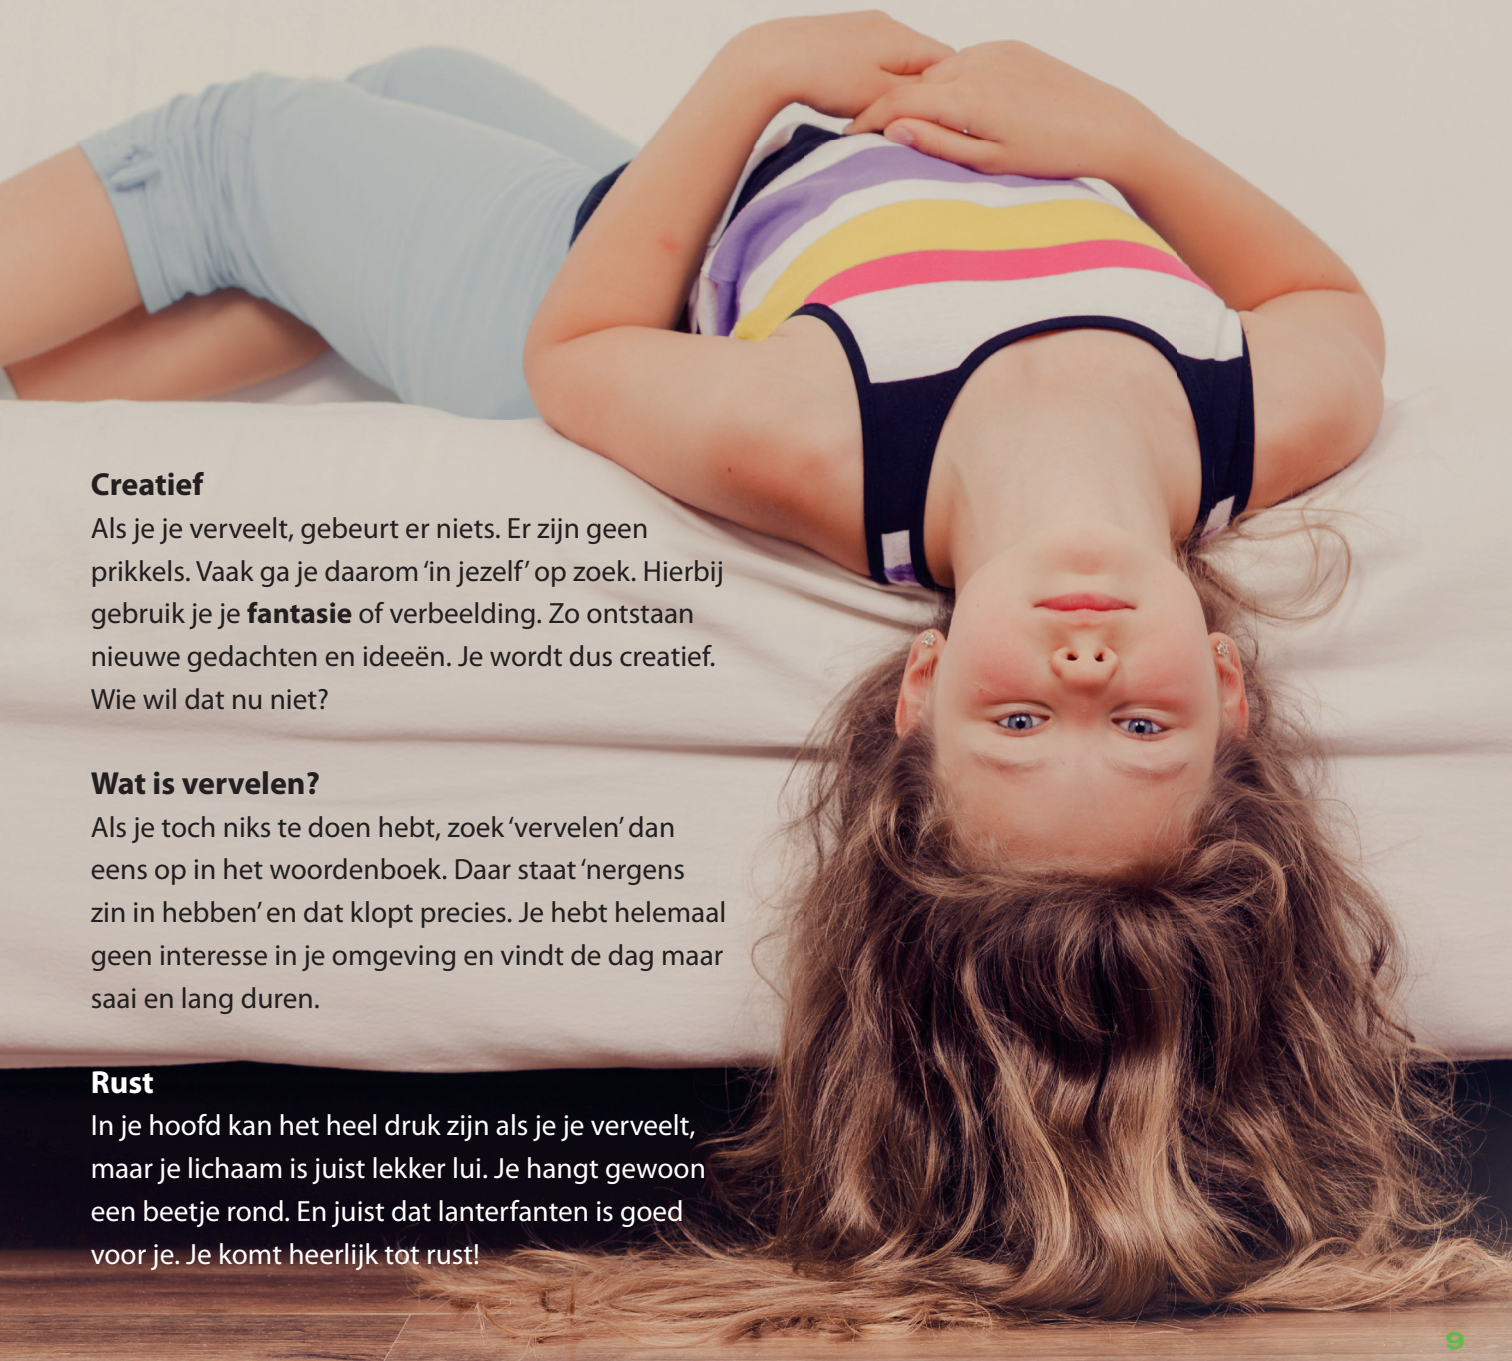 Creatief
Als je je verveelt, gebeurt er niets. Er zijn geen
prikkels. Vaak ga je daarom ‘in jezelf’ op zoek. Hierbij
gebruik je je fantasie of verbeelding. Zo ontstaan
nieuwe gedachten en ideeën. Je wordt dus creatief.
Wie wil dat nu niet?
Wat is vervelen?
Als je toch niks te doen hebt, zoek ‘vervelen’ dan
eens op in het woordenboek. Daar staat ‘nergens
zin in hebben’ en dat klopt precies. Je hebt helemaal
geen interesse in je omgeving en vindt de dag maar
saai en lang duren.
Rust
In je hoofd kan het heel druk zijn als je je verveelt,
maar je lichaam is juist lekker lui. Je hangt gewoon
een beetje rond. En juist dat lanterfanten is goed
voor je. Je komt heerlijk tot rust!
9